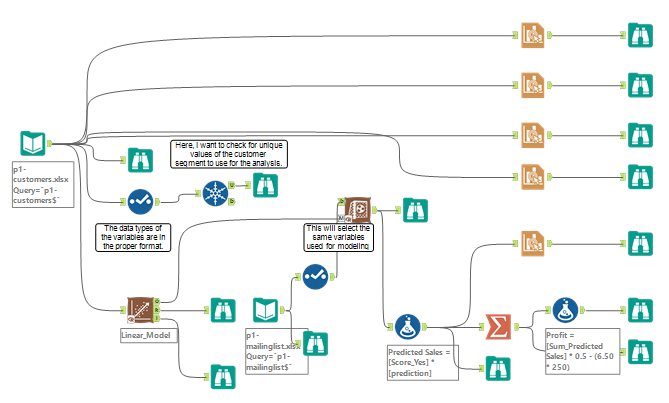 Here, I want to check for unique
values of the customer
segment to use for the analysis.
p1-
customers.xlsx
Query=`p1-
customers$`
U
D
The data types of
the variables are in
the proper format.
This will select the
same variables
used for modeling
D
M
O
R
I
Linear_Model
p1-
mailinglist.xlsx
Query=`p1-
mailinglist$`
Predicted Sales =
[Score_Yes] *
[prediction]
Profit =
[Sum_Predicted
Sales] * 0.5 - (6.50
* 250)